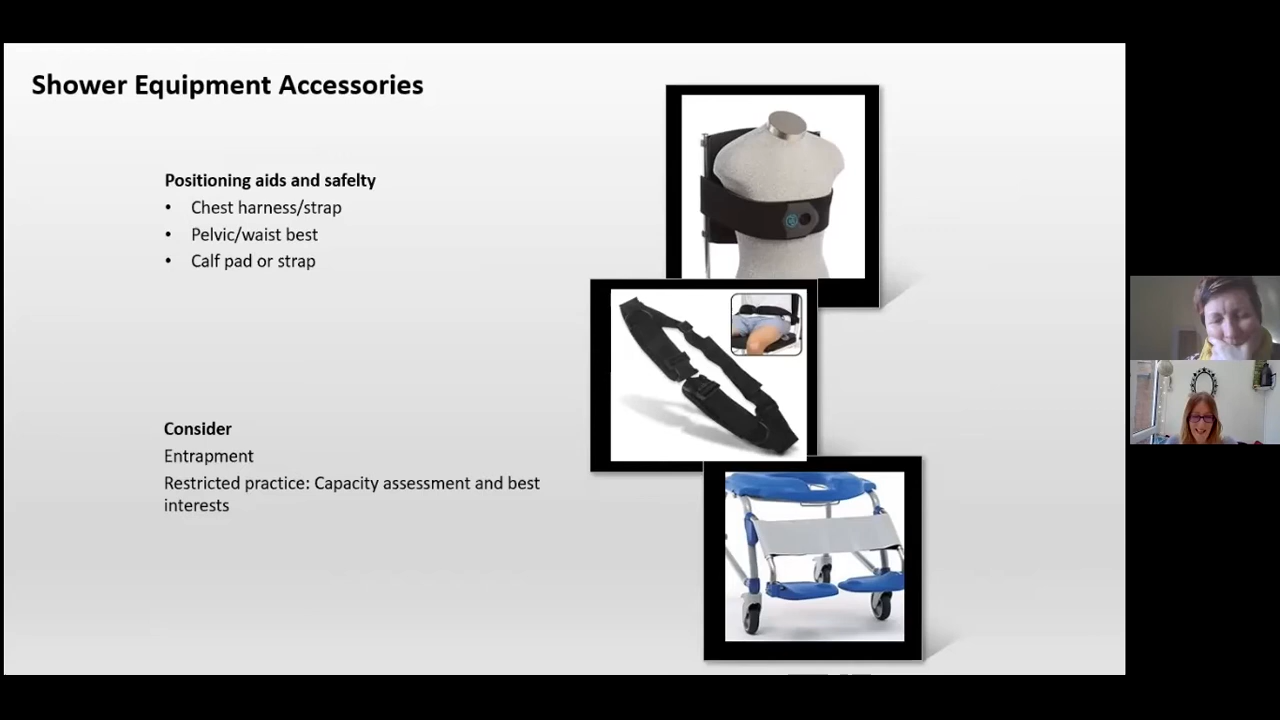 Shower Equipment Accessories
Positioning aids and safelty
• Chest harness/strap
• Pelvic/waist best
• Calf pad or strap
Consider
Entrapment
Restricted practice: Capacity assessment and best
interests